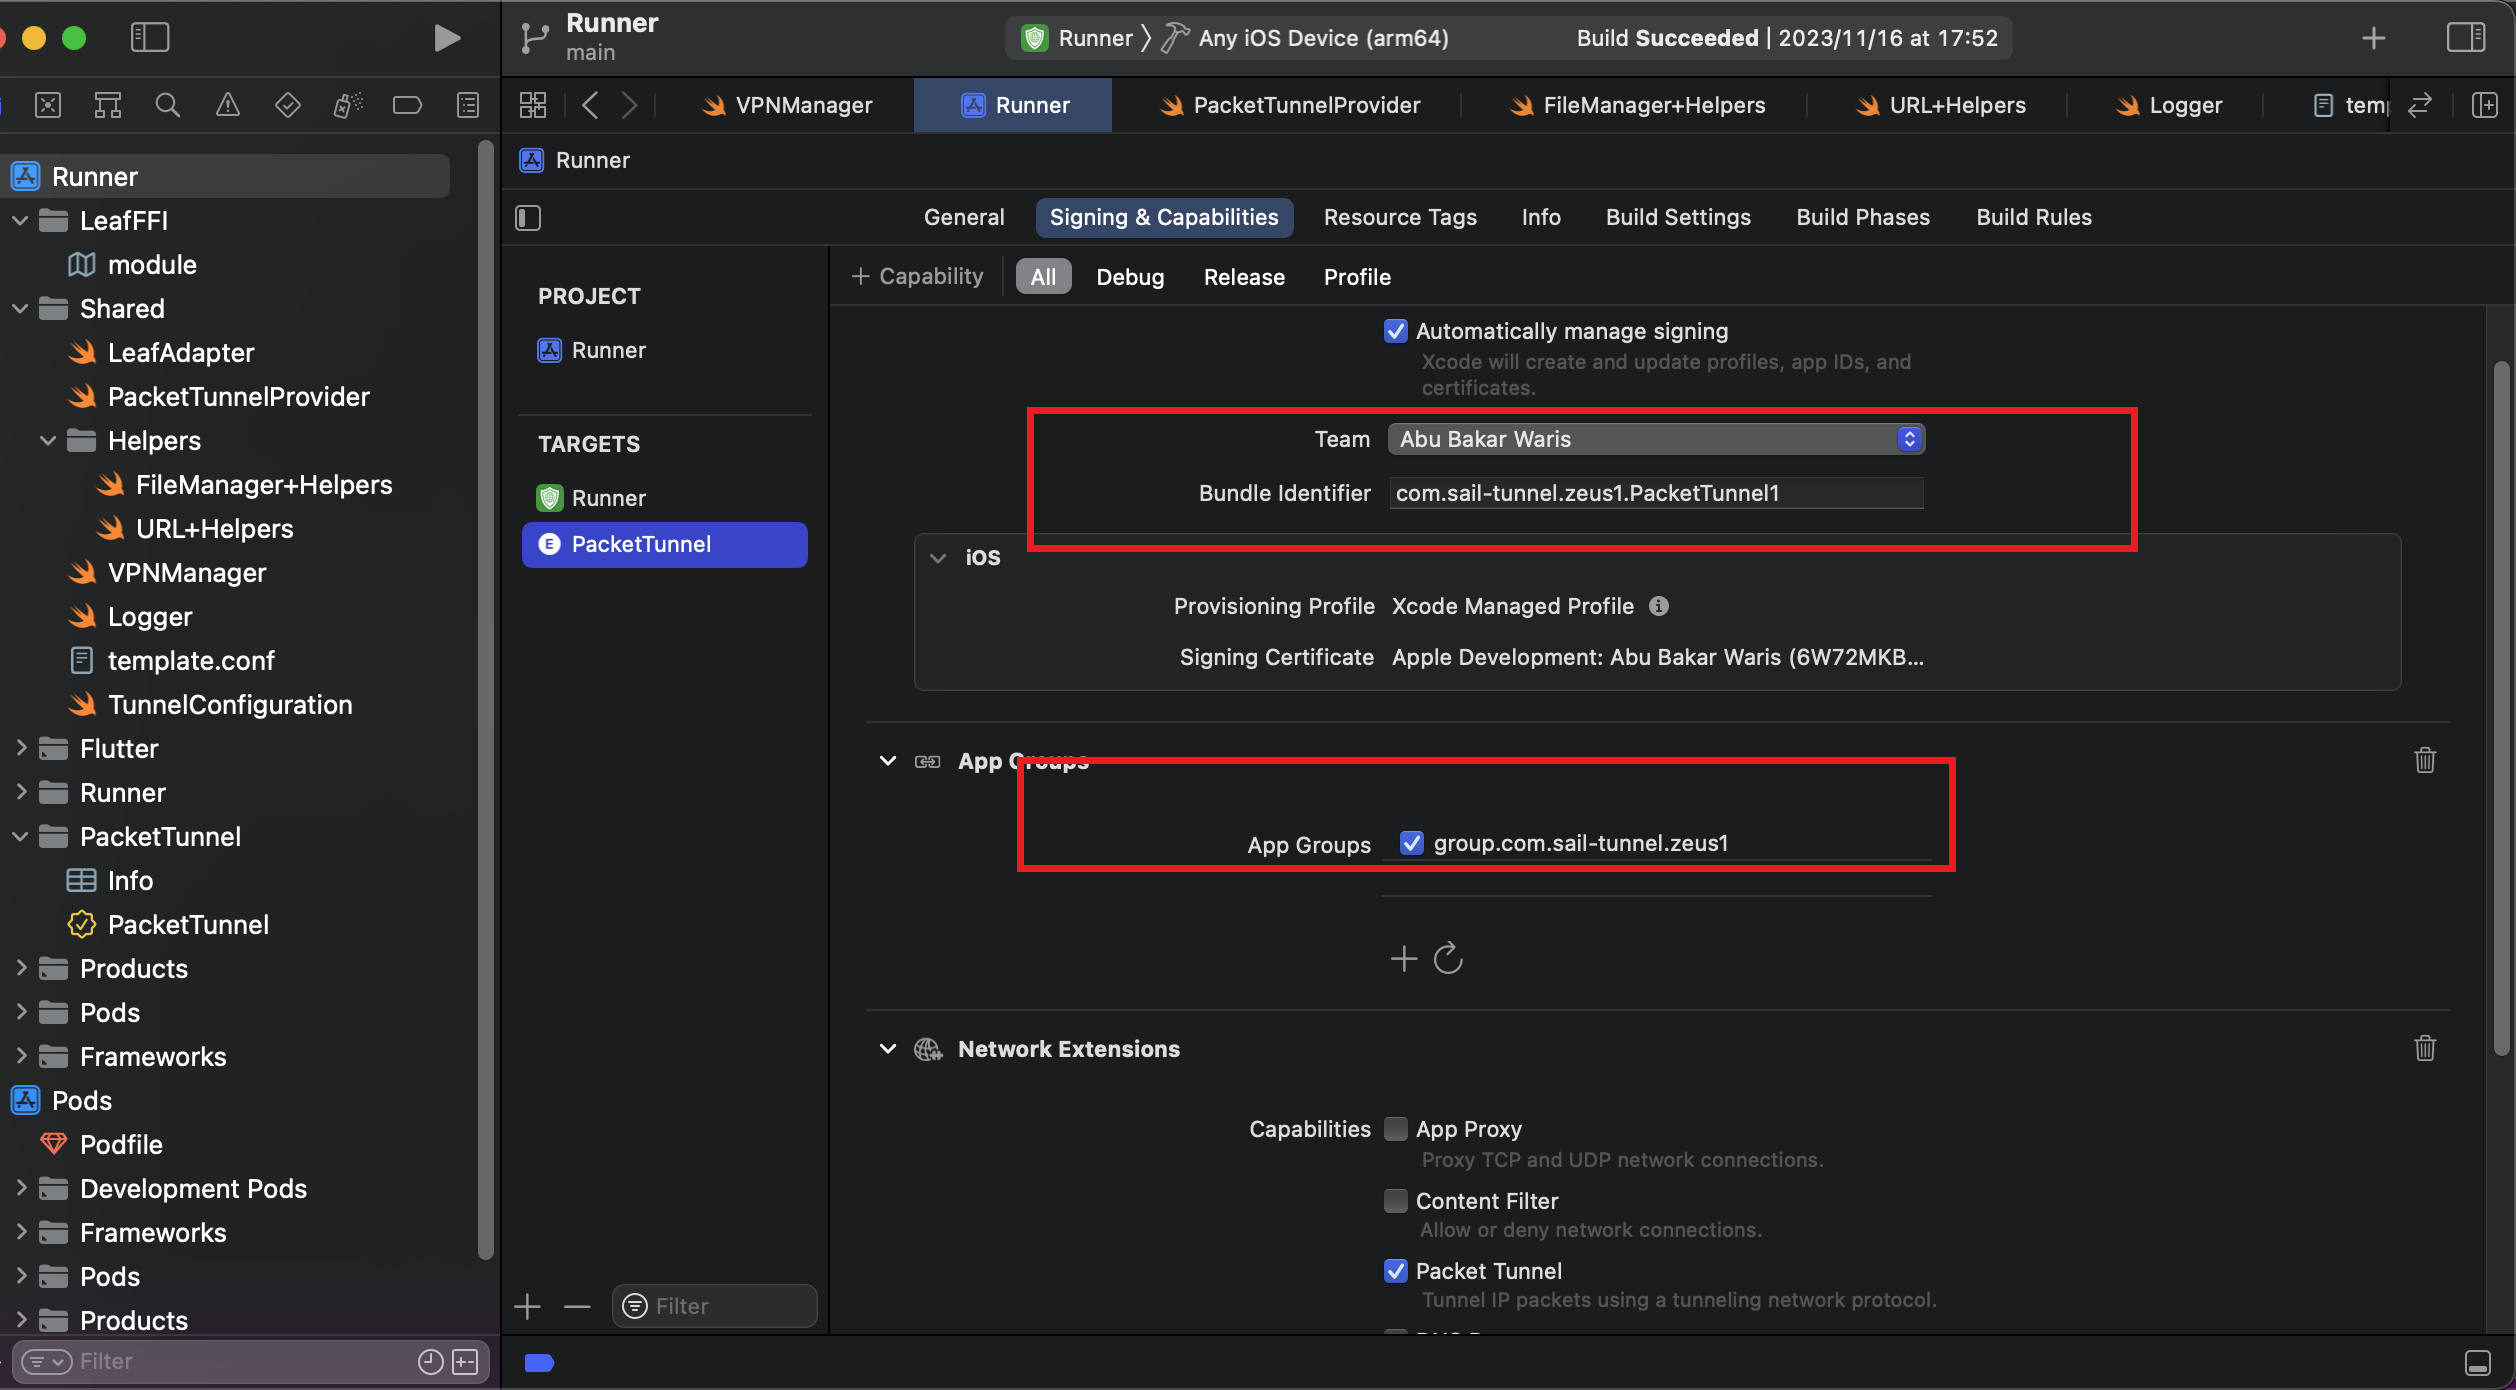 Runner
main
Runner
Any iOS Device (arm64)
Build Succeeded | 2023/11/16 at 17:52
VPNManager
Runner
PacketTunnelProvider
FileManager+Helpers
URL+Helpers
Logger
Runner
Runner
LeafFFI
module
Shared
LeafAdapter
PacketTunnelProvider
Helpers
FileManager+Helpers
URL+Helpers
VPNManager
Logger
template.conf
TunnelConfiguration
Flutter
Runner
PacketTunnel
Info
PacketTunnel
Products
Pods
Frameworks
Pods
Podfile
Development Pods
Frameworks
Pods
Products
Filter
General
Signing & Capabilities
Resource Tags
Info
Build Settings
Build Phases
Build Rules
PROJECT
Runner
TARGETS
Runner
E PacketTunnel
Filter
+ Capability
All
Debug
Release
Profile
Automatically manage signing
Xcode will create and update profiles, app IDs, and
certificates.
Team Abu Bakar Waris
Bundle Identifier com.sail-tunnel.zeus1.PacketTunnel1
iOS
Provisioning Profile Xcode Managed Profile
Signing Certificate Apple Development: Abu Bakar Waris (6W72MKB...
App Groups
App Groups group.com.sail-tunnel.zeus1
Network Extensions
Capabilities App Proxy
Proxy TCP and UDP network connections.
Content Filter
Allow or deny network connections.
Packet Tunnel
Tunnel IP packets using a tunneling network protocol.